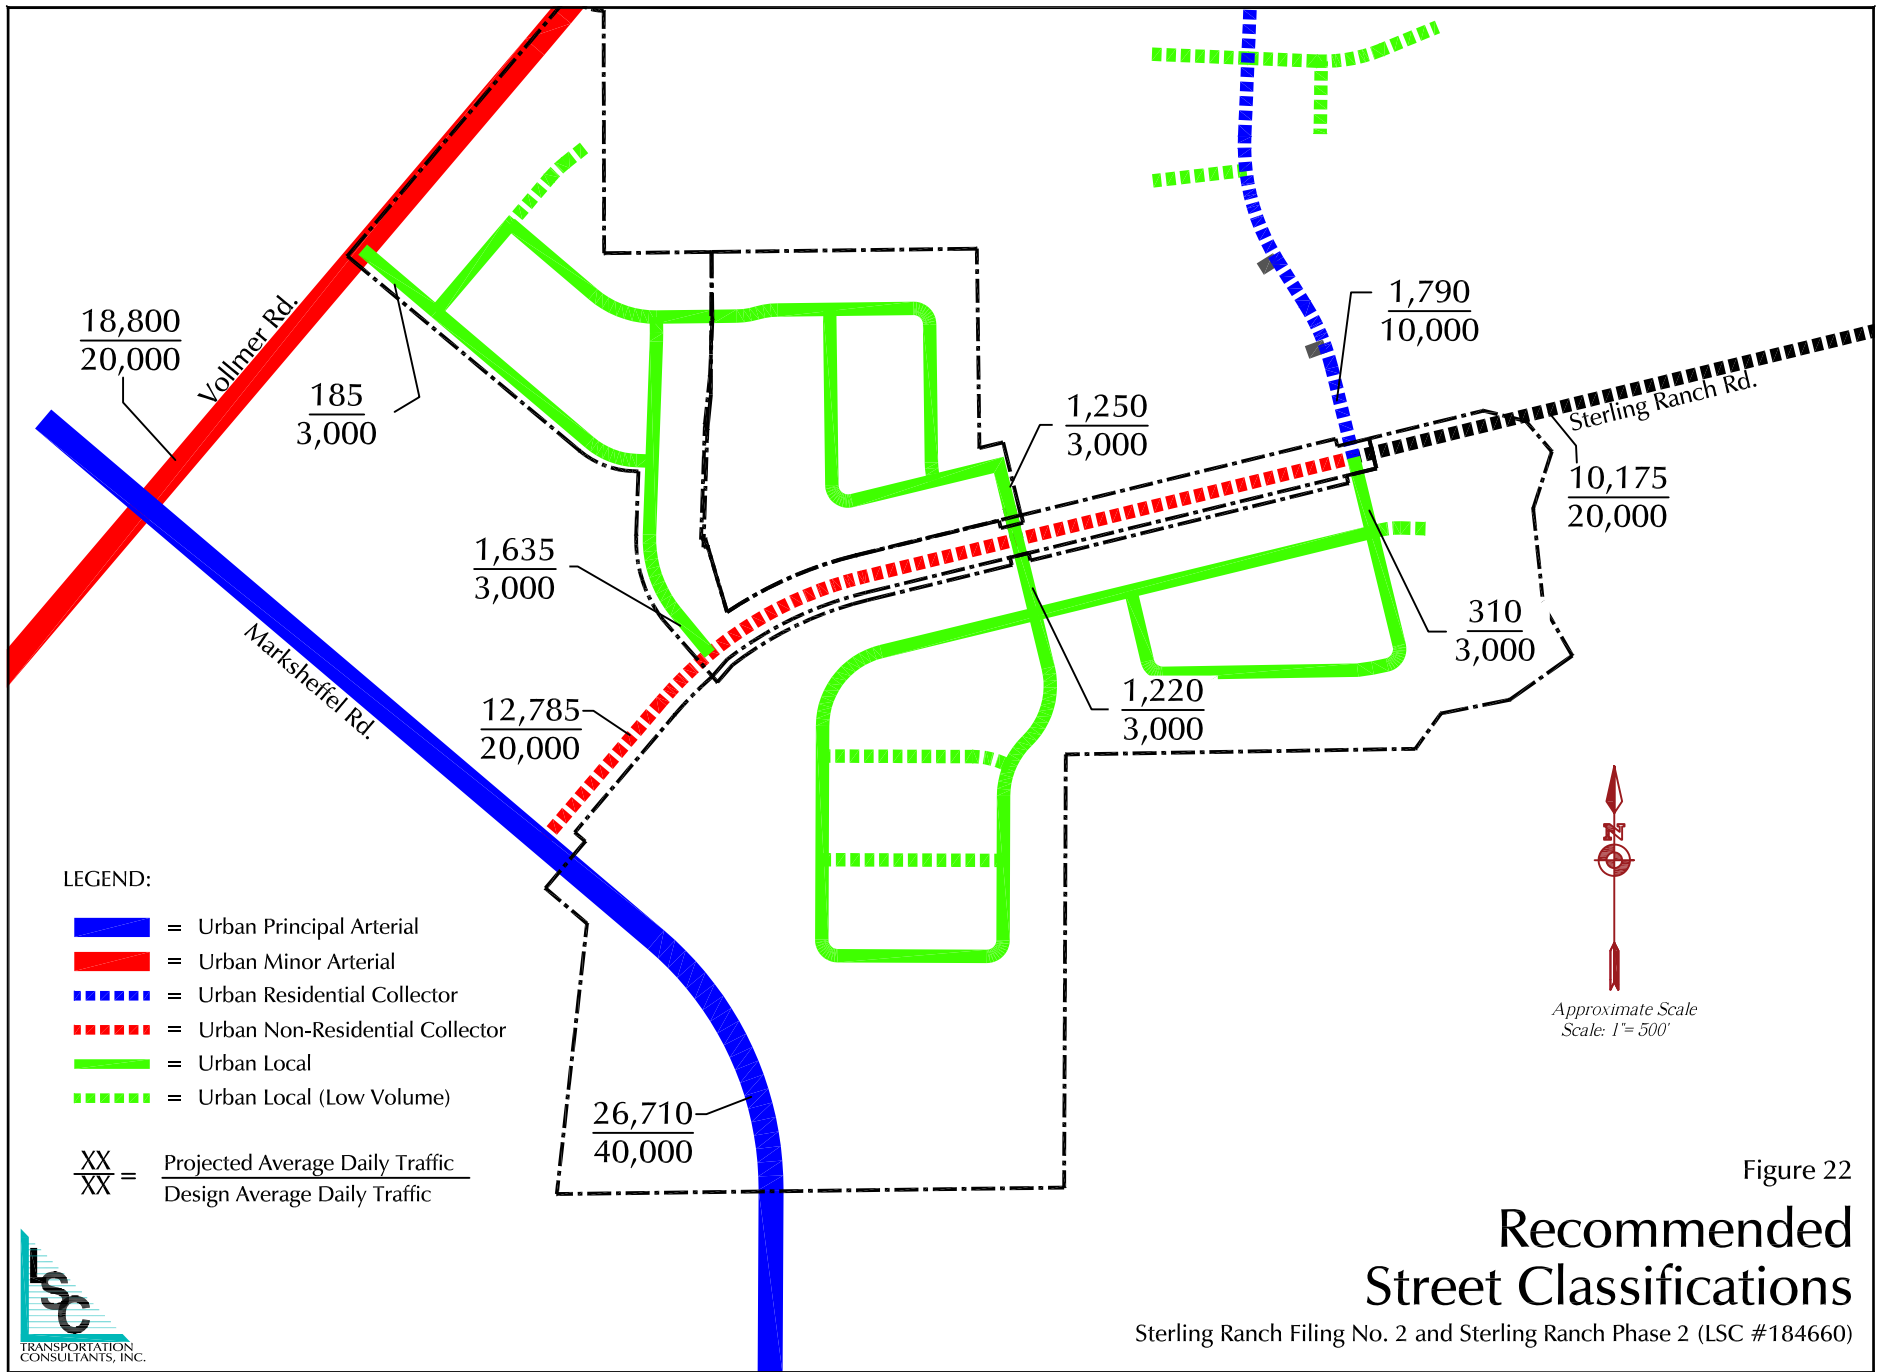 18,800
20,000
Vollmer Rd.
185
3,000
1,790
10,000
1,250
3,000
Sterling Ranch Rd.
10,175
20,000
1,635
3,000
310
3,000
Marksheffel Rd.
12,785
20,000
1,220
3,000
N
Approximate Scale
Scale: 1"= 500'
LEGEND:
= Urban Principal Arterial
= Urban Minor Arterial
= Urban Residential Collector
= Urban Non-Residential Collector
= Urban Local
= Urban Local (Low Volume)
26,710
40,000
XX
XX
=
Projected Average Daily Traffic
Design Average Daily Traffic
Figure 22
Recommended
Street Classifications
Sterling Ranch Filing No. 2 and Sterling Ranch Phase 2 (LSC #184660)
LSC
TRANSPORTATION
CONSULTANTS, INC.